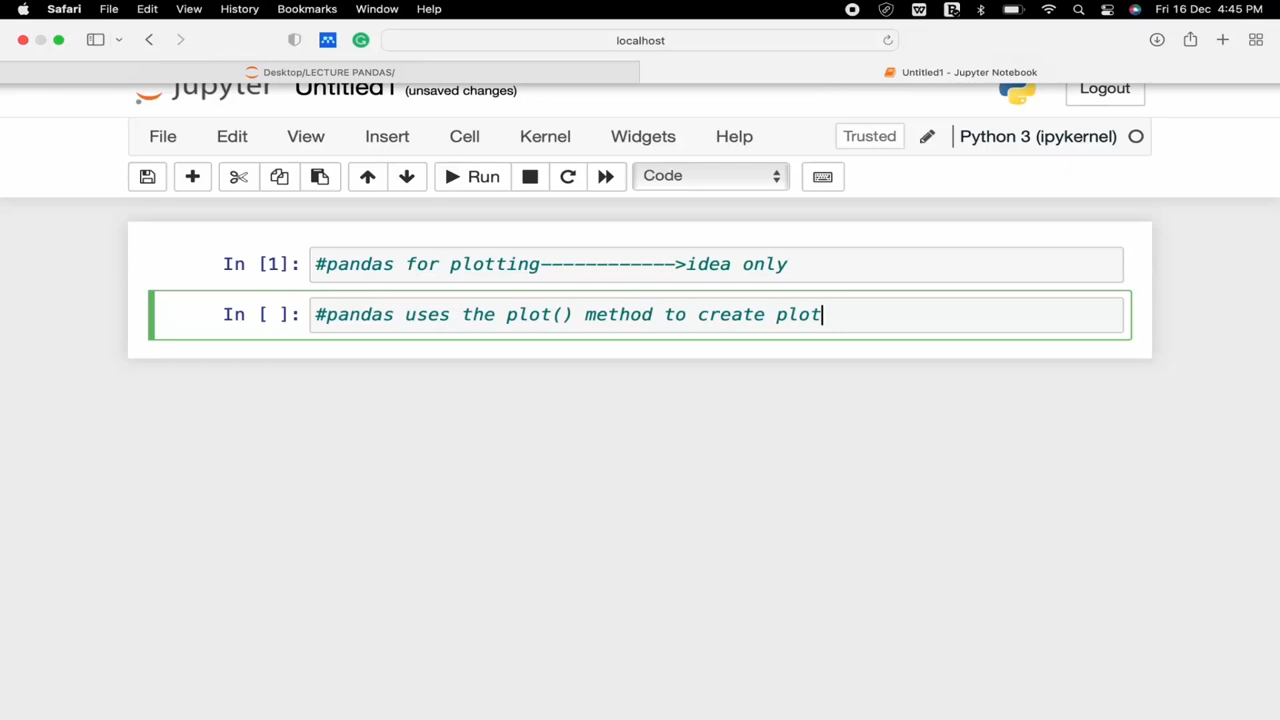 Safari File Edit View History Bookmarks Window Help Fri 16 Dec 4:45 PM
localhost
Desktop/LECTURE PANDAS/ Untitled1 - Jupyter Notebook
jupyter Untitled1 (unsaved changes) Logout
File Edit View Insert Cell Kernel Widgets Help Trusted Python 3 (ipykernel)
Run Code
In [1]: #pandas for plotting------------>idea only
In [ ]: #pandas uses the plot() method to create plot